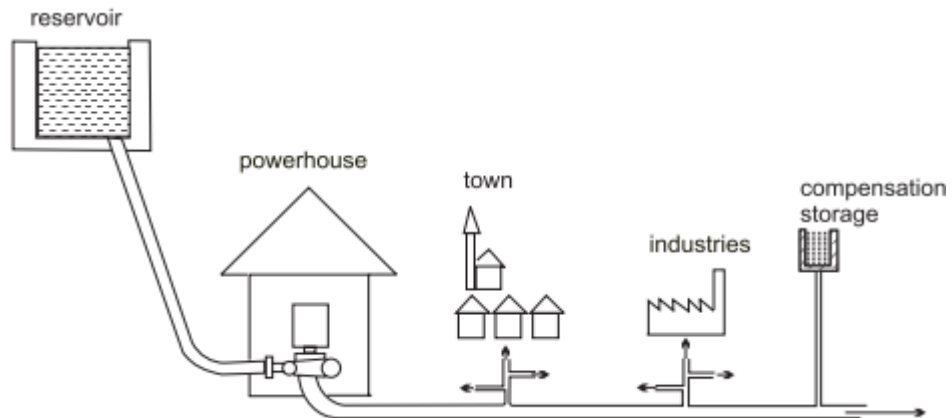 reservoir
powerhouse
town
industries
compensation
storage